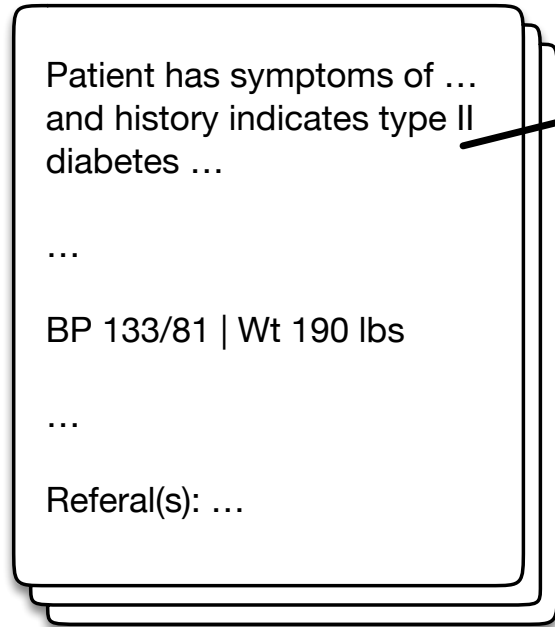 Patient has symptoms of …
and history indicates type II
diabetes …
…
BP 133/81 | Wt 190 lbs
…
Referal(s): …